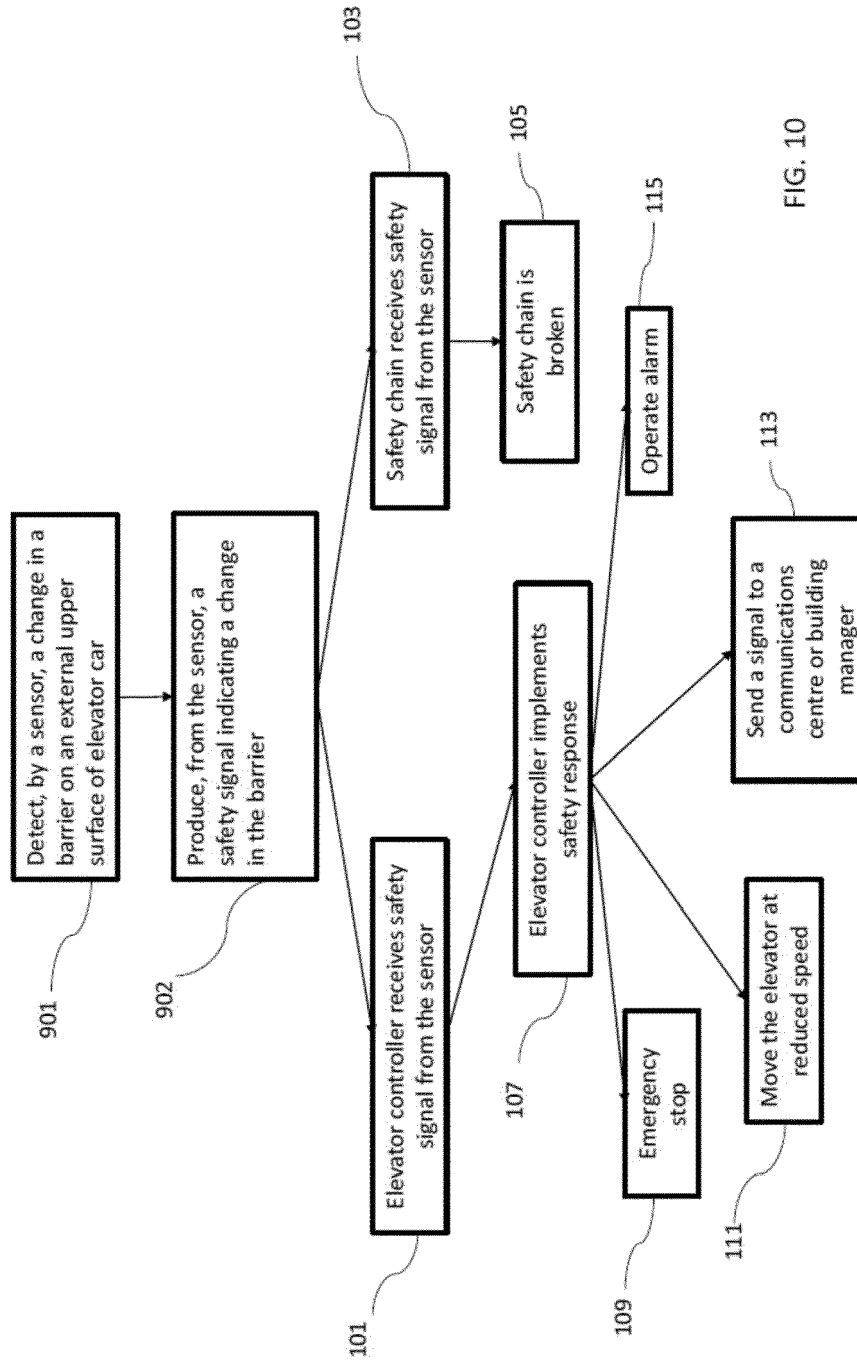 901
Detect, by a sensor, a change in a
barrier on an external upper
surface of elevator car
902
Produce, from the sensor, a
safety signal indicating a change
in the barrier
101
Elevator controller receives safety
signal from the sensor
103
Safety chain receives safety
signal from the sensor
105
Safety chain is
broken
107
Elevator controller implements
safety response
109
Emergency
stop
111
Move the elevator at
reduced speed
113
Send a signal to a
communications
centre or building
manager
115
Operate alarm
FIG. 10